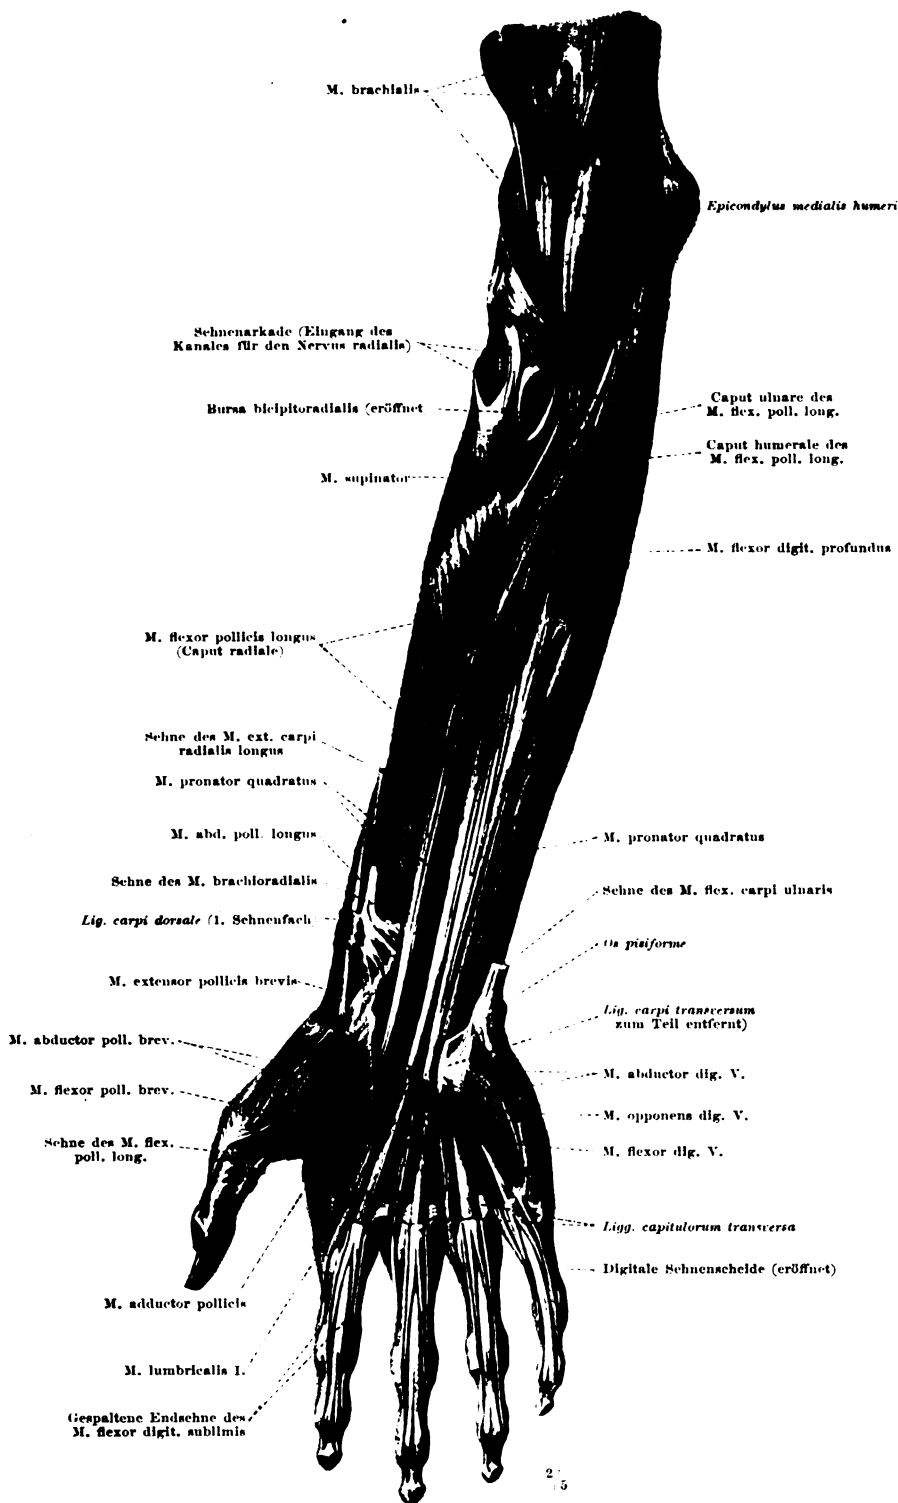 M. brachialis
Epicondylus medialis humeri
Sehnenarkade (Eingang des
Kanales für den Nervus radialis)
Bursa bicipitoradialis (eröffnet
Caput ulnare des
M. flex. poll. long.
Caput humerale des
M. flex. poll. long.
M. supinator
M. flexor digit. profundus
M. flexor pollicis longus
(Caput radiale)
Sehne des M. ext. carpi
radialis longus
M. pronator quadratus
M. abd. poll. longus
M. pronator quadratus
Sehne des M. brachioradialis
Sehne des M. flex. carpi ulnaris
Lig. carpi dorsale (1. Sehnenfach
Os pisiforme
M. extensor pollicis brevis
Lig. carpi transversum
zum Teil entfernt)
M. abductor poll. brev.
M. abductor dig. V.
M. flexor poll. brev.
M. opponens dig. V.
Sehne des M. flex.
poll. long.
M. flexor dig. V.
Ligg. capitulorum transversa
Digitale Sehnenscheide (eröffnet)
M. adductor pollicis
M. lumbricalis I.
Gespaltene Endsehne des
M. flexor digit. sublimis
2/5